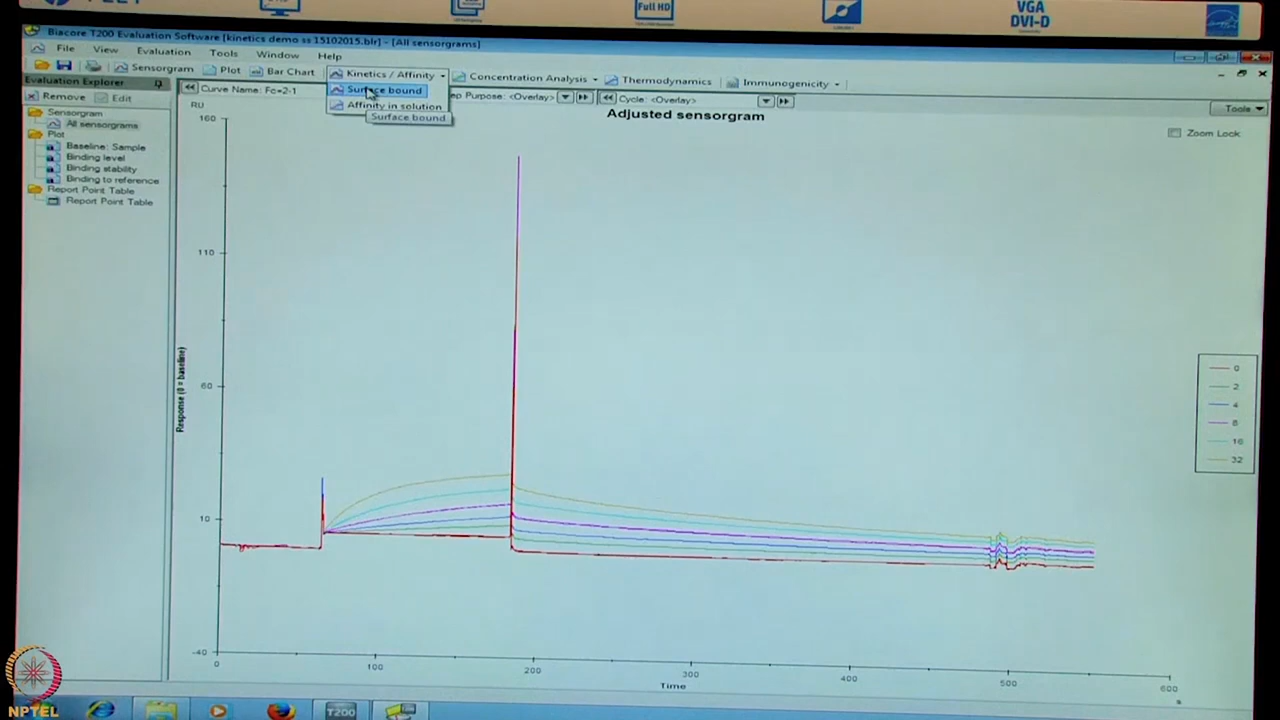 Full HD
VGA
DVI-D
Biacore T200 Evaluation Software [kinetics demo ss 15102015.blr] - [All sensorgrams]
File View Evaluation Tools Window Help
Sensorgram Plot Bar Chart Kinetics / Affinity Concentration Analysis Thermodynamics Immunogenicity
Evaluation Explorer
Remove Edit
Curve Name: Fc=2-1
Surface bound
Affinity in solution
Surface bound
Purpose: <Overlay>
Cycle: <Overlay>
Tools
Sensorgram
All sensorgrams
Plot
Baseline: Sample
Binding level
Binding stability
Binding to reference
Report Point Table
Report Point Table
RU
Adjusted sensorgram
Zoom Lock
160
110
60
10
-40
Response (0 = baseline)
0
2
4
8
16
32
0 100 200 300 400 500 600
Time
s
NPTEL
T200